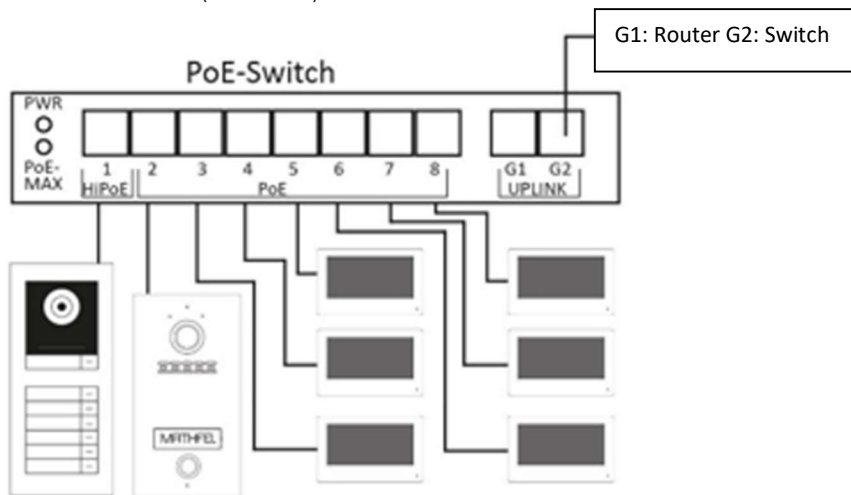 G1: Router G2: Switch
PoE-Switch
PWR
PoE-
MAX
1 2 3 4 5 6 7 8 G1 G2
HiPoE PoE UPLINK